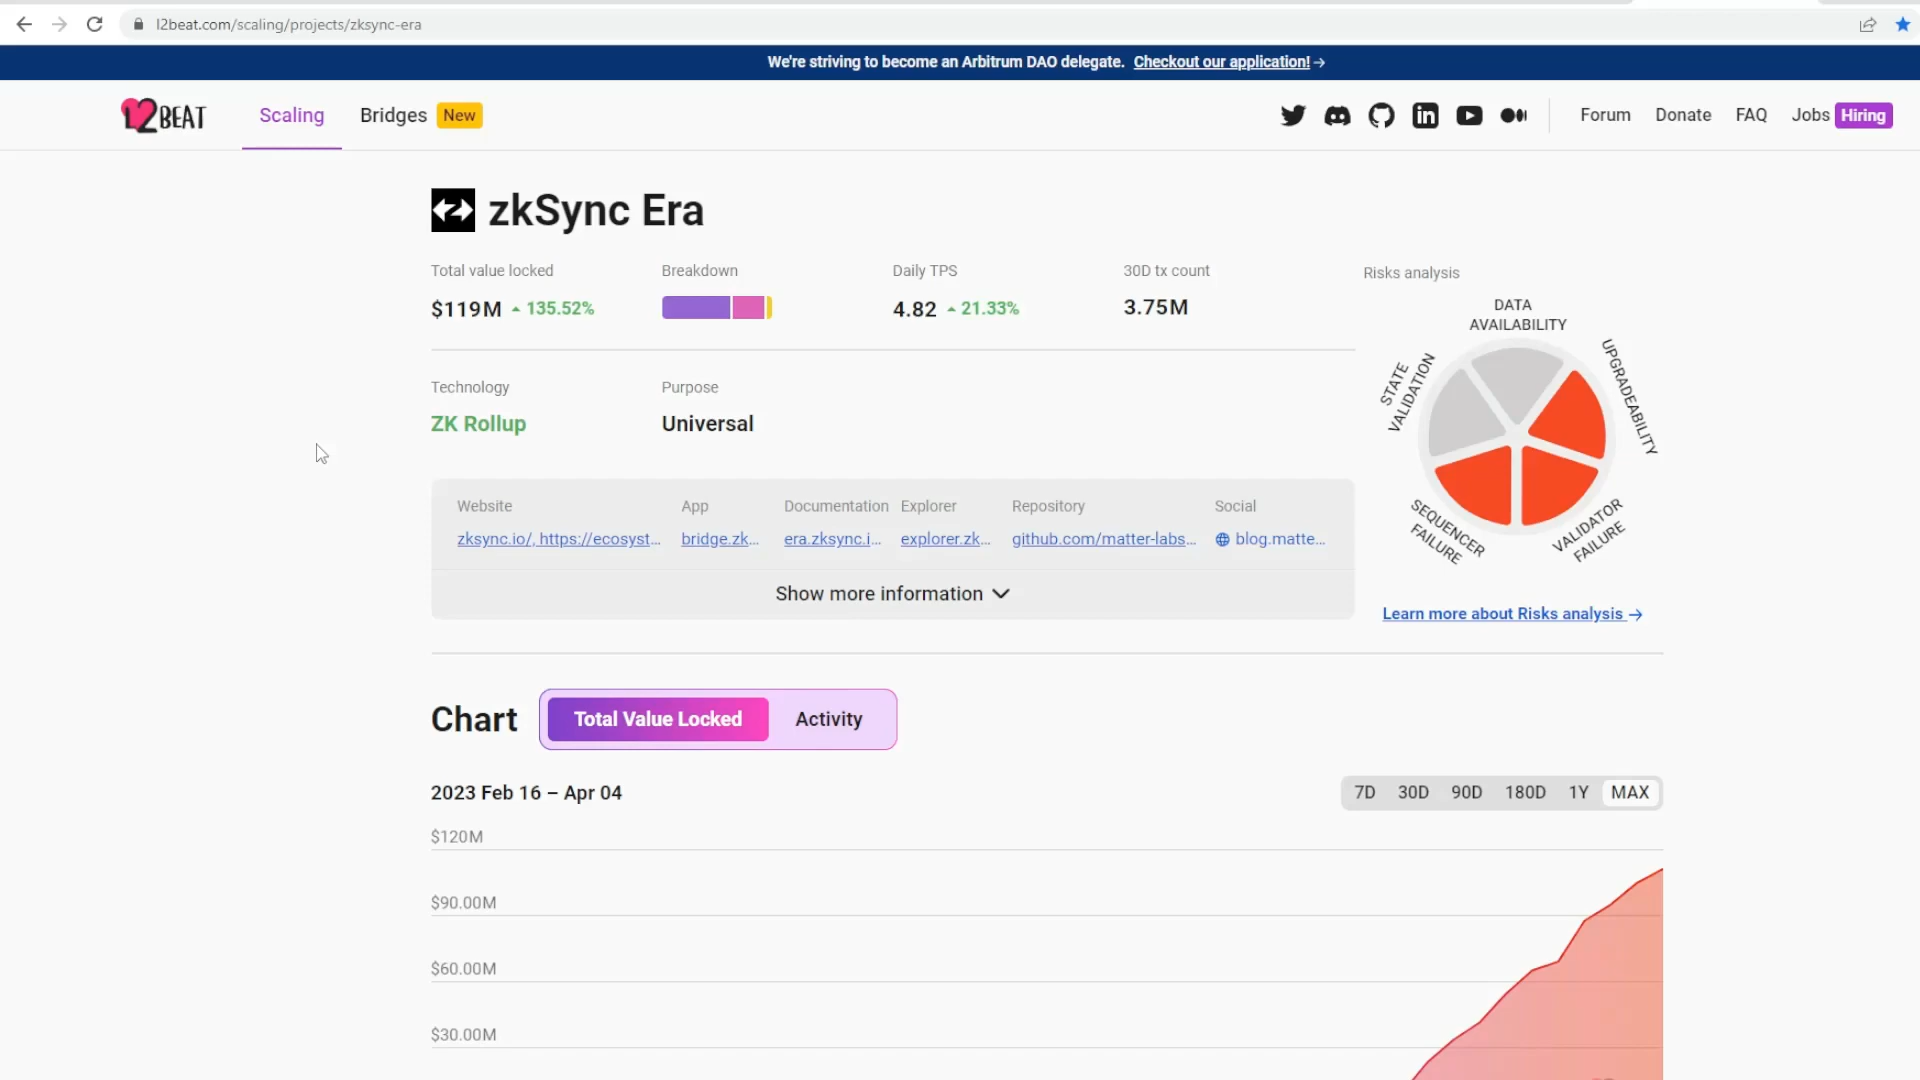 l2beat.com/scaling/projects/zksync-era
We're striving to become an Arbitrum DAO delegate. Checkout our application! →
L2BEAT Scaling Bridges New Forum Donate FAQ Jobs Hiring
zkSync Era
Total value locked Breakdown Daily TPS 30D tx count
$119M 135.52% 4.82 21.33% 3.75M
Technology Purpose
ZK Rollup Universal
Website App Documentation Explorer Repository Social
zksync.io/, https://ecosyst... bridge.zk... era.zksync.i... explorer.zk... github.com/matter-labs... blog.matte...
Show more information
Risks analysis
DATA
AVAILABILITY
UPGRADEABILITY
VALIDATOR
FAILURE
SEQUENCER
FAILURE
STATE
VALIDATION
Learn more about Risks analysis →
Chart Total Value Locked Activity
2023 Feb 16 – Apr 04 7D 30D 90D 180D 1Y MAX
$120M
$90.00M
$60.00M
$30.00M